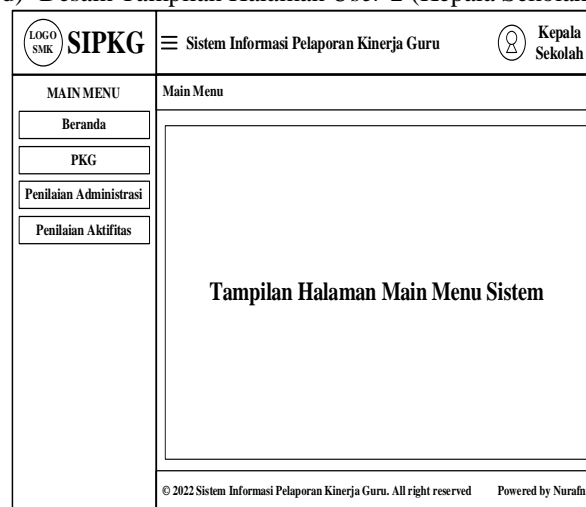 Desain Tampilan Halaman User 2 (Kepala Sekolah
LOGO
SMK
SIPKG
Sistem Informasi Pelaporan Kinerja Guru
Kepala
Sekolah
MAIN MENU
Main Menu
Beranda
PKG
Penilaian Administrasi
Penilaian Aktifitas
Tampilan Halaman Main Menu Sistem
© 2022 Sistem Informasi Pelaporan Kinerja Guru. All right reserved
Powered by Nurafn